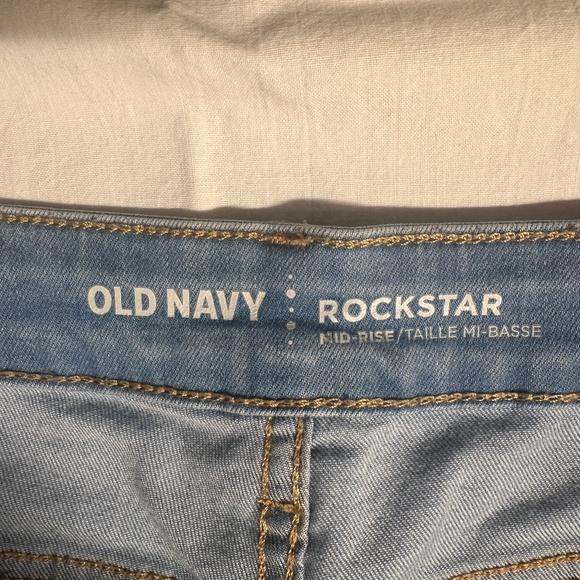 OLD NAVY
ROCKSTAR
MID-RISE/TAILLE MI-BASSE